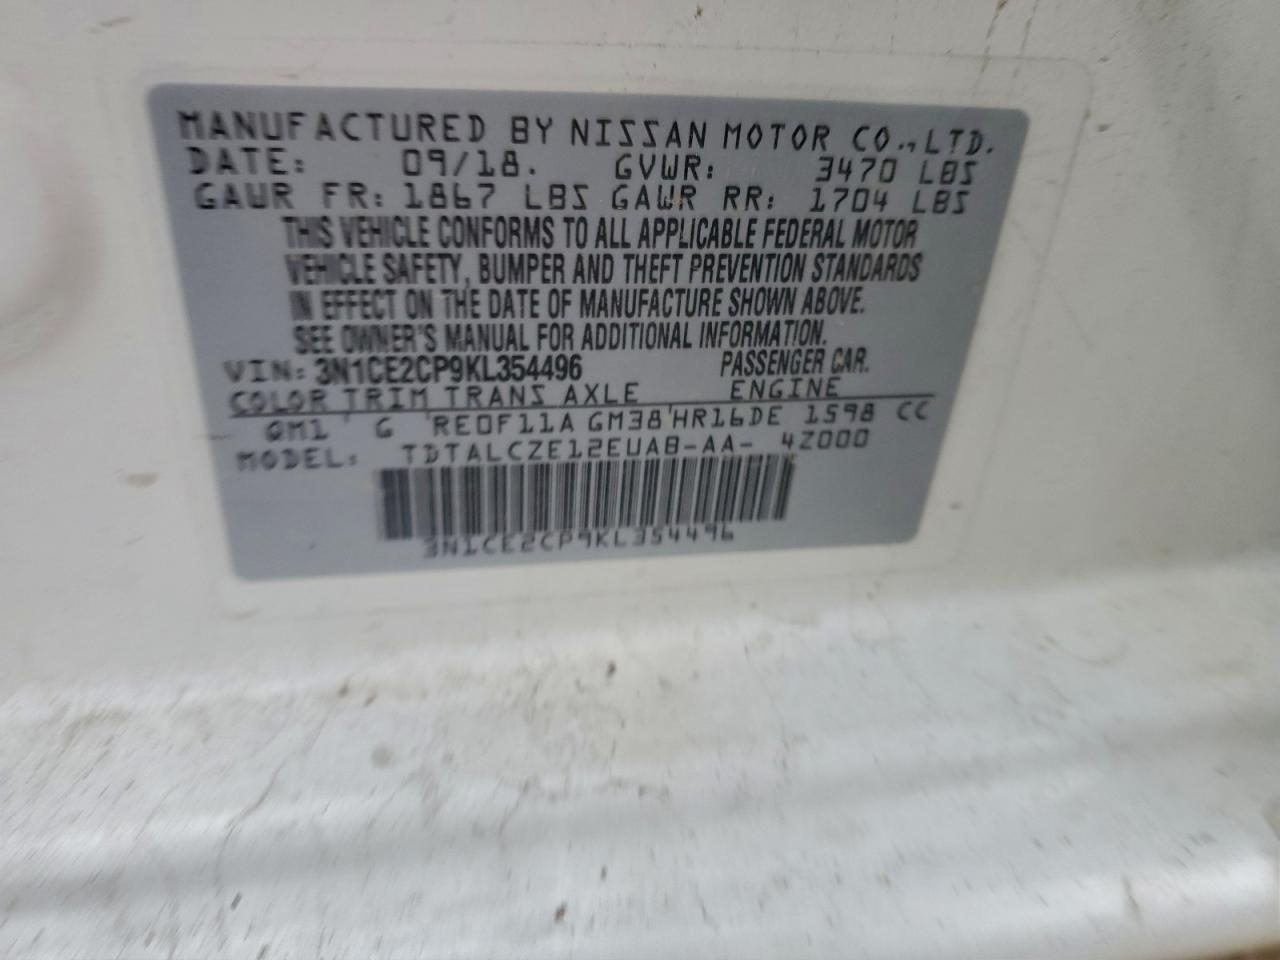 MANUFACTURED BY NISSAN MOTOR CO.,LTD.
DATE: 09/18. GVWR: 3470 LBS
GAWR FR: 1867 LBS GAWR RR: 1704 LBS
THIS VEHICLE CONFORMS TO ALL APPLICABLE FEDERAL MOTOR
VEHICLE SAFETY, BUMPER AND THEFT PREVENTION STANDARDS
IN EFFECT ON THE DATE OF MANUFACTURE SHOWN ABOVE.
SEE OWNER'S MANUAL FOR ADDITIONAL INFORMATION.
VIN: 3N1CE2CP9KL354496 PASSENGER CAR.
COLOR TRIM TRANS AXLE ENGINE
QM1 ' G 'RE0F11A GM38'HR16DE 1598 CC
MODEL: TDTALCZE12EUAB-AA- 4Z000
3N1CE2CP9KL354496